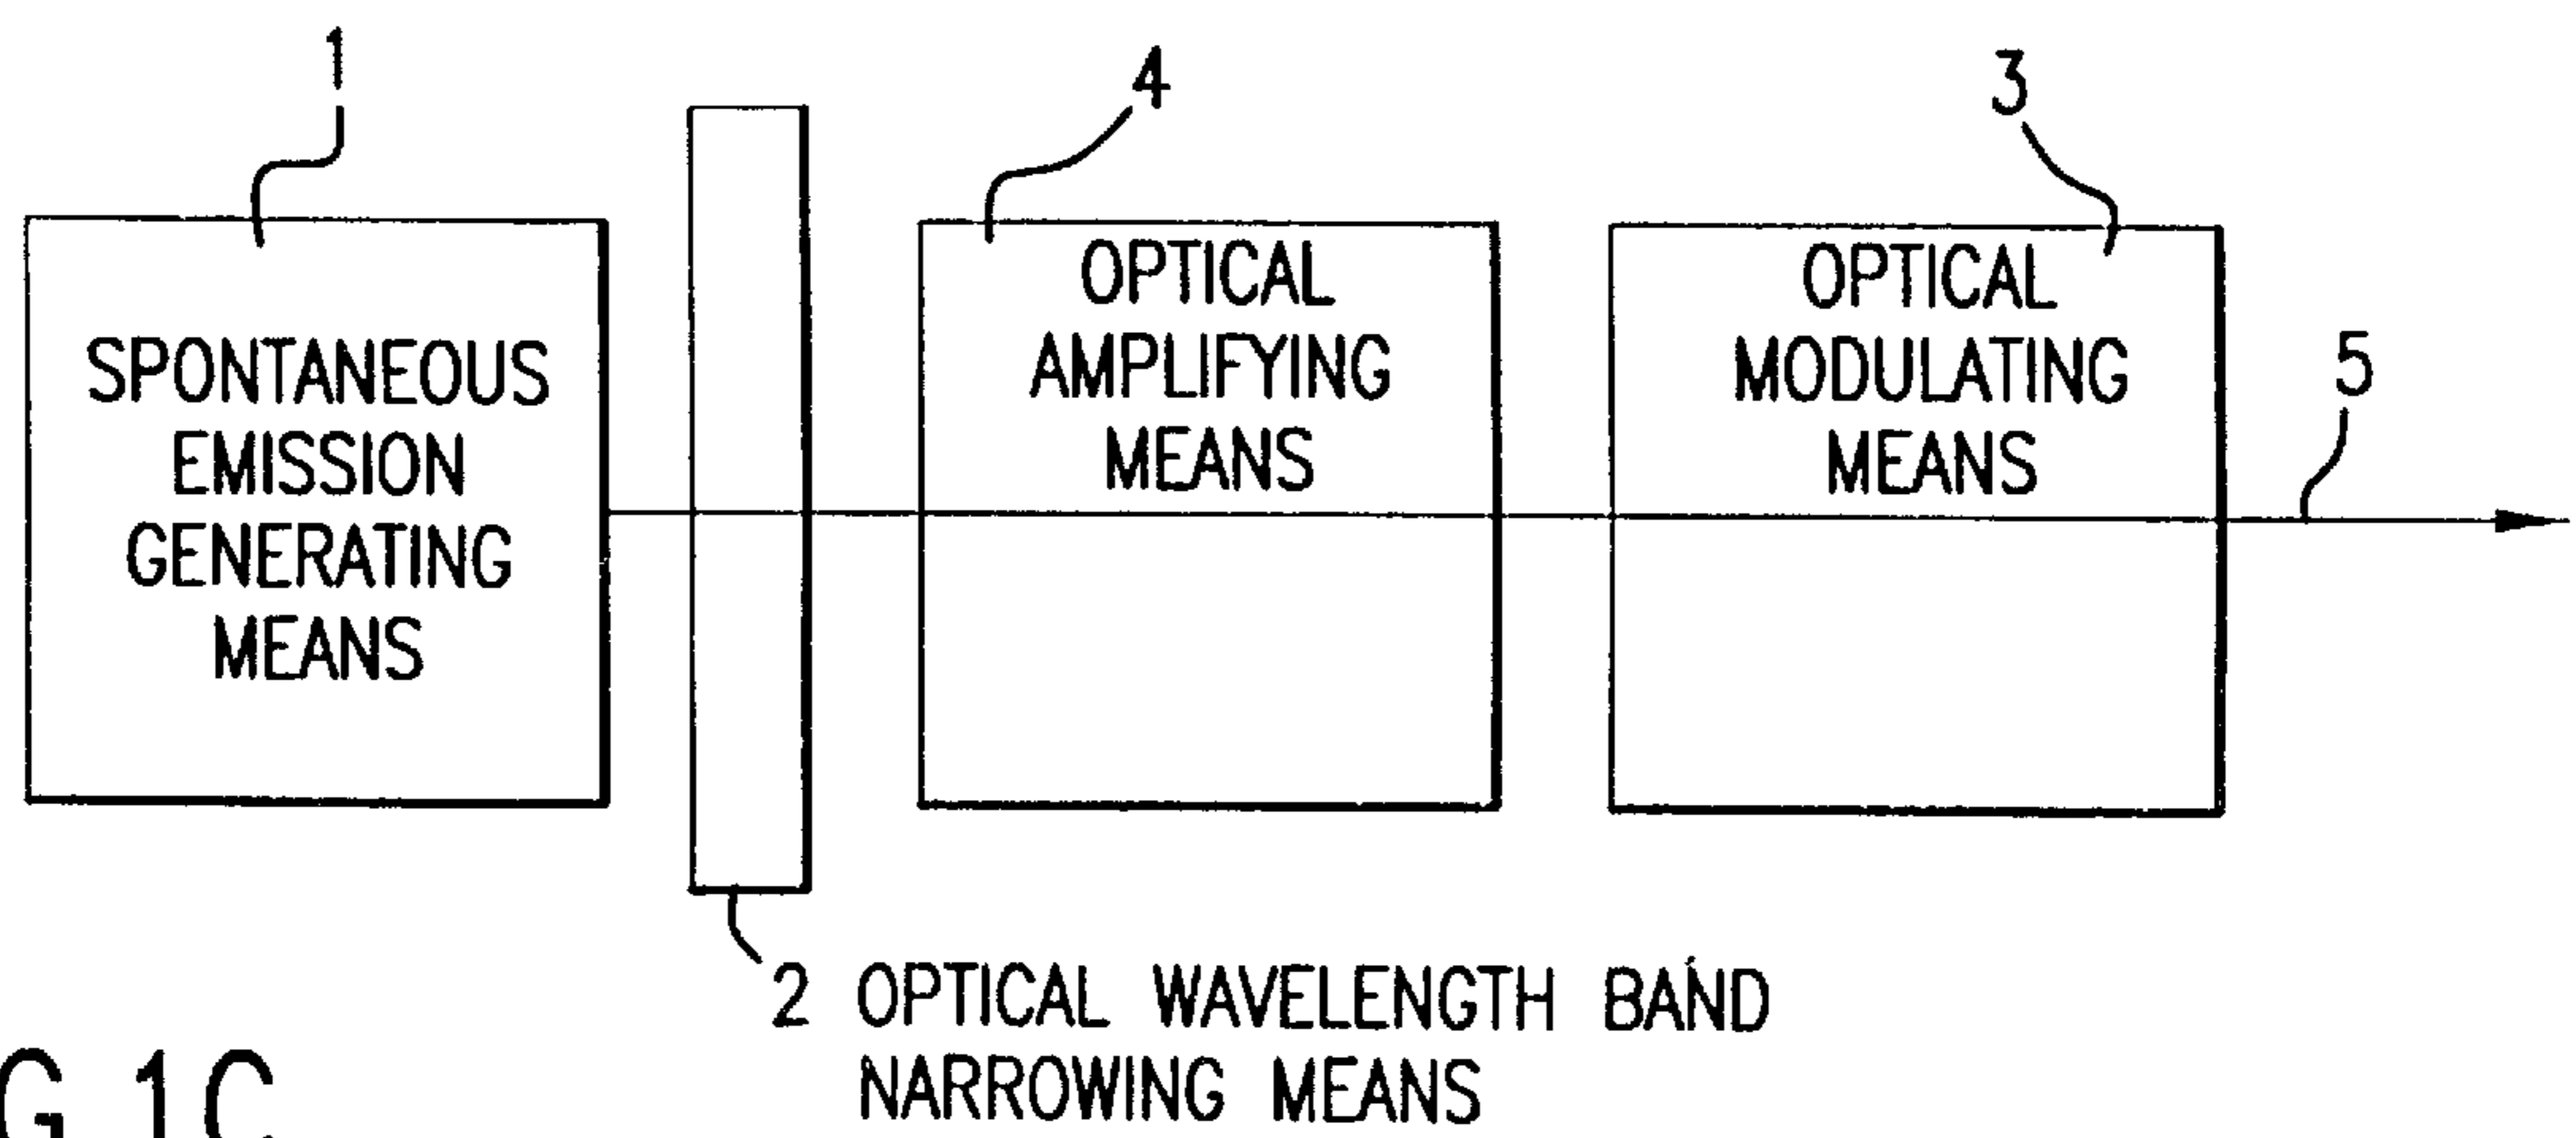 1
4
3
SPONTANEOUS
EMISSION
GENERATING
MEANS
OPTICAL
AMPLIFYING
MEANS
OPTICAL
MODULATING
MEANS
5
2 OPTICAL WAVELENGTH BAND
NARROWING MEANS
G 1C